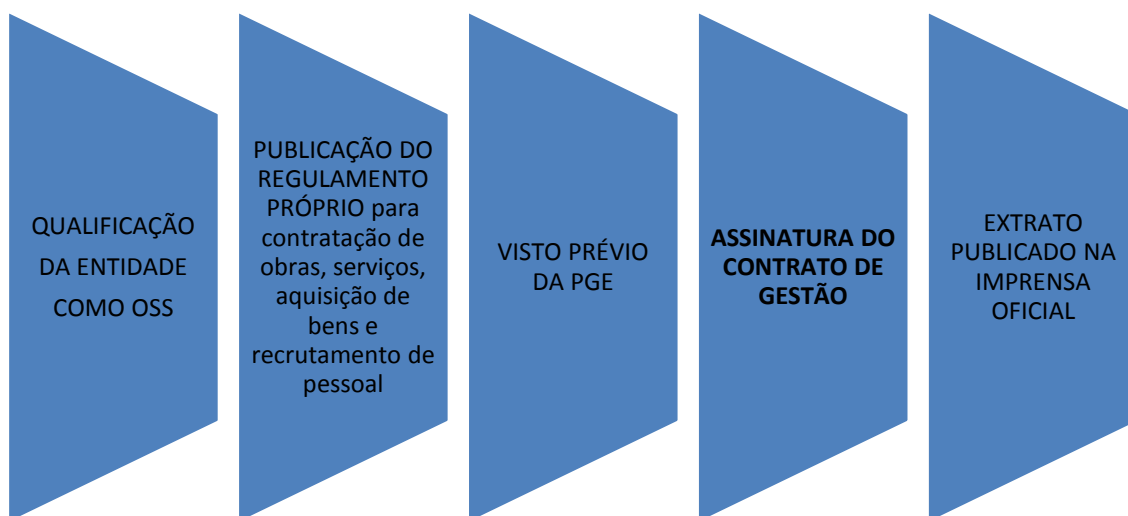 QUALIFICAÇÃO
DA ENTIDADE
COMO OSS
PUBLICAÇÃO DO
REGULAMENTO
PRÓPRIO para
contratação de
obras, serviços,
aquisição de
bens e
recrutamento de
pessoal
VISTO PRÉVIO
DA PGE
ASSINATURA DO
CONTRATO DE
GESTÃO
EXTRATO
PUBLICADO NA
IMPRENSA
OFICIAL